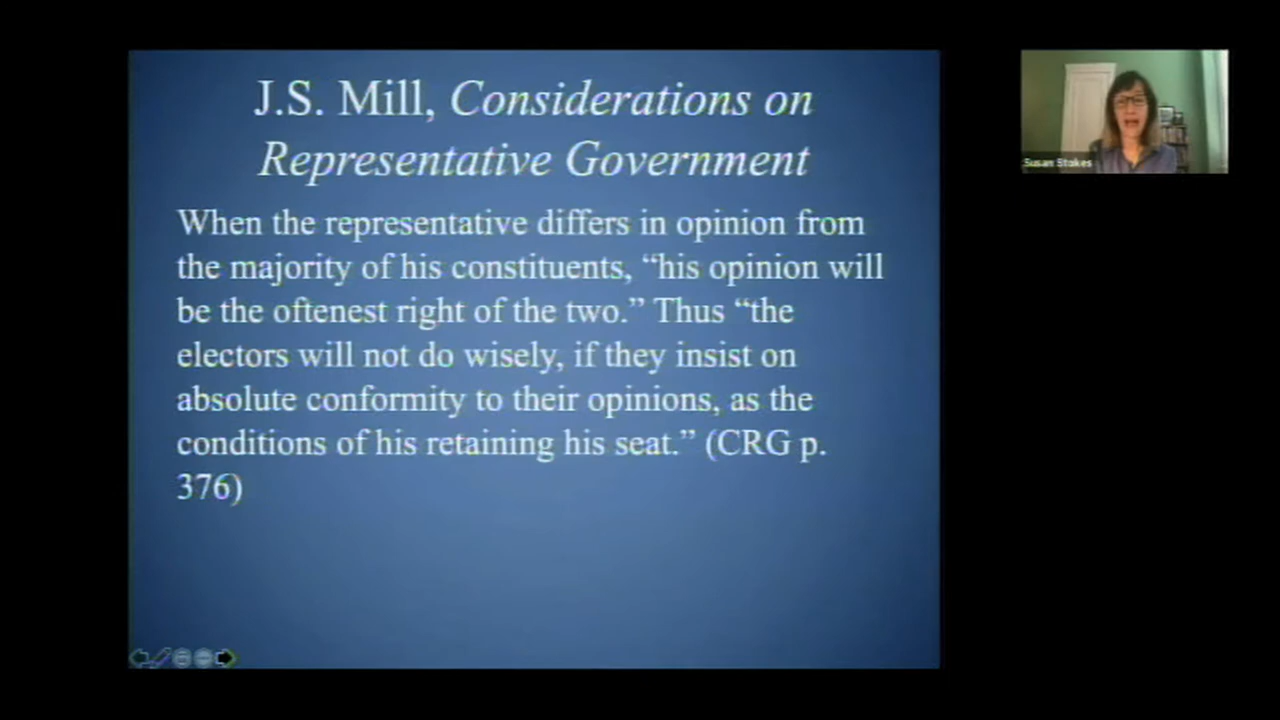 J.S. Mill, Considerations on
Representative Government
When the representative differs in opinion from
the majority of his constituents, “his opinion will
be the oftenest right of the two.” Thus “the
electors will not do wisely, if they insist on
absolute conformity to their opinions, as the
conditions of his retaining his seat.” (CRG p.
376)
Susan Stokes